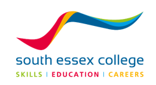 south essex college
SKILLS | EDUCATION | CAREERS